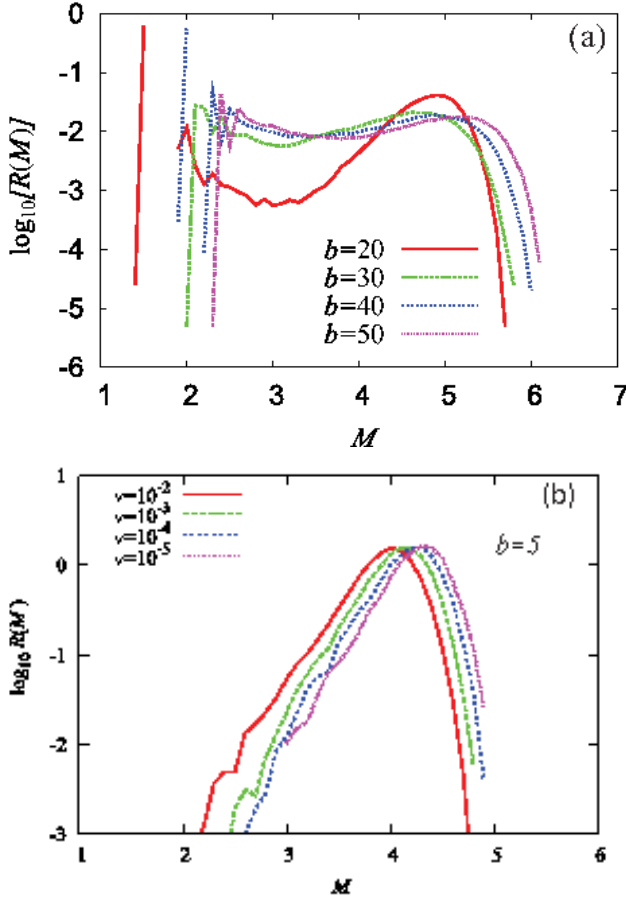 0
(a)
-1
-2
log10[R(M)]
-3
-4
b=20
b=30
b=40
b=50
-5
-6
1 2 3 4 5 6 7
M
1
ν=10-2
ν=10-3
ν=10-4
ν=10-5
(b)
b=5
0
log10 R(M)
-1
-2
-3
1 2 3 4 5 6
M